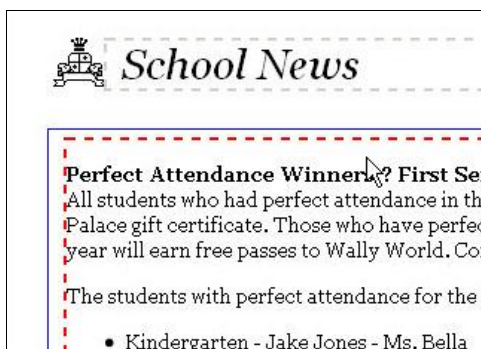 School News
Perfect Attendance Winners? First Se
All students who had perfect attendance in th
Palace gift certificate. Those who have perfec
year will earn free passes to Wally World. Co
The students with perfect attendance for the
• Kindergarten - Jake Jones - Ms. Bella